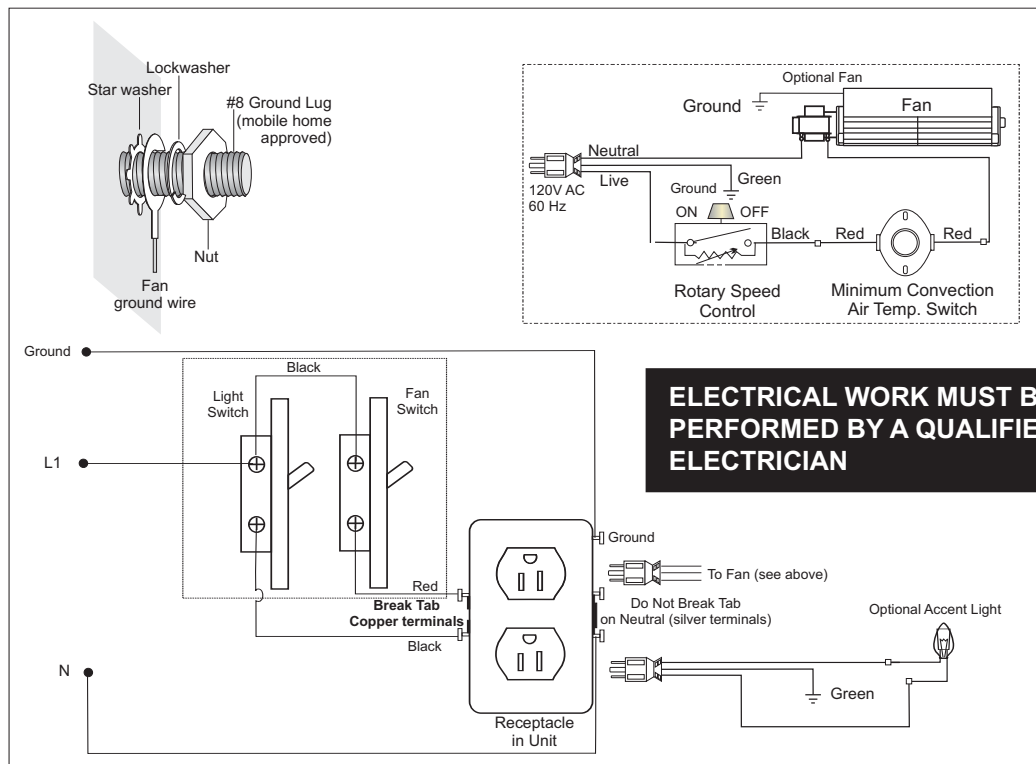 Lockwasher
Star washer
#8 Ground Lug
(mobile home
approved)
Nut
Fan
ground wire
Optional Fan
Ground
Fan
Neutral
Live
120V AC
60 Hz
Green
Ground
ON
OFF
Black
Red
Red
Rotary Speed
Control
Minimum Convection
Air Temp. Switch
Ground
Black
Light
Switch
Fan
Switch
L1
ELECTRICAL WORK MUST B
PERFORMED BY A QUALIFIE
ELECTRICIAN
Ground
To Fan (see above)
Red
Break Tab
Copper terminals
Black
Do Not Break Tab
on Neutral (silver terminals)
Optional Accent Light
N
Green
Receptacle
in Unit